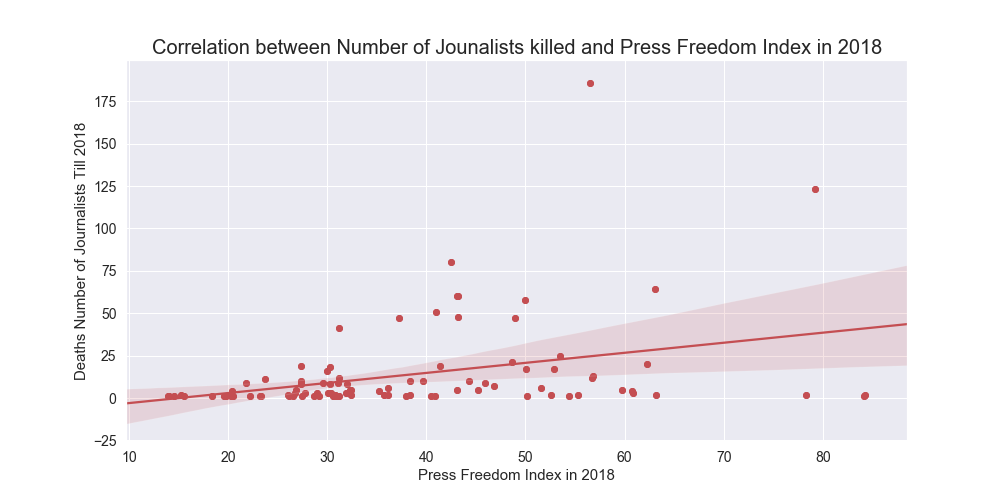 Correlation between Number of Jounalists killed and Press Freedom Index in 2018
Deaths Number of Journalists Till 2018
175
150
125
100
75
50
25
0
−25
10 20 30 40 50 60 70 80
Press Freedom Index in 2018